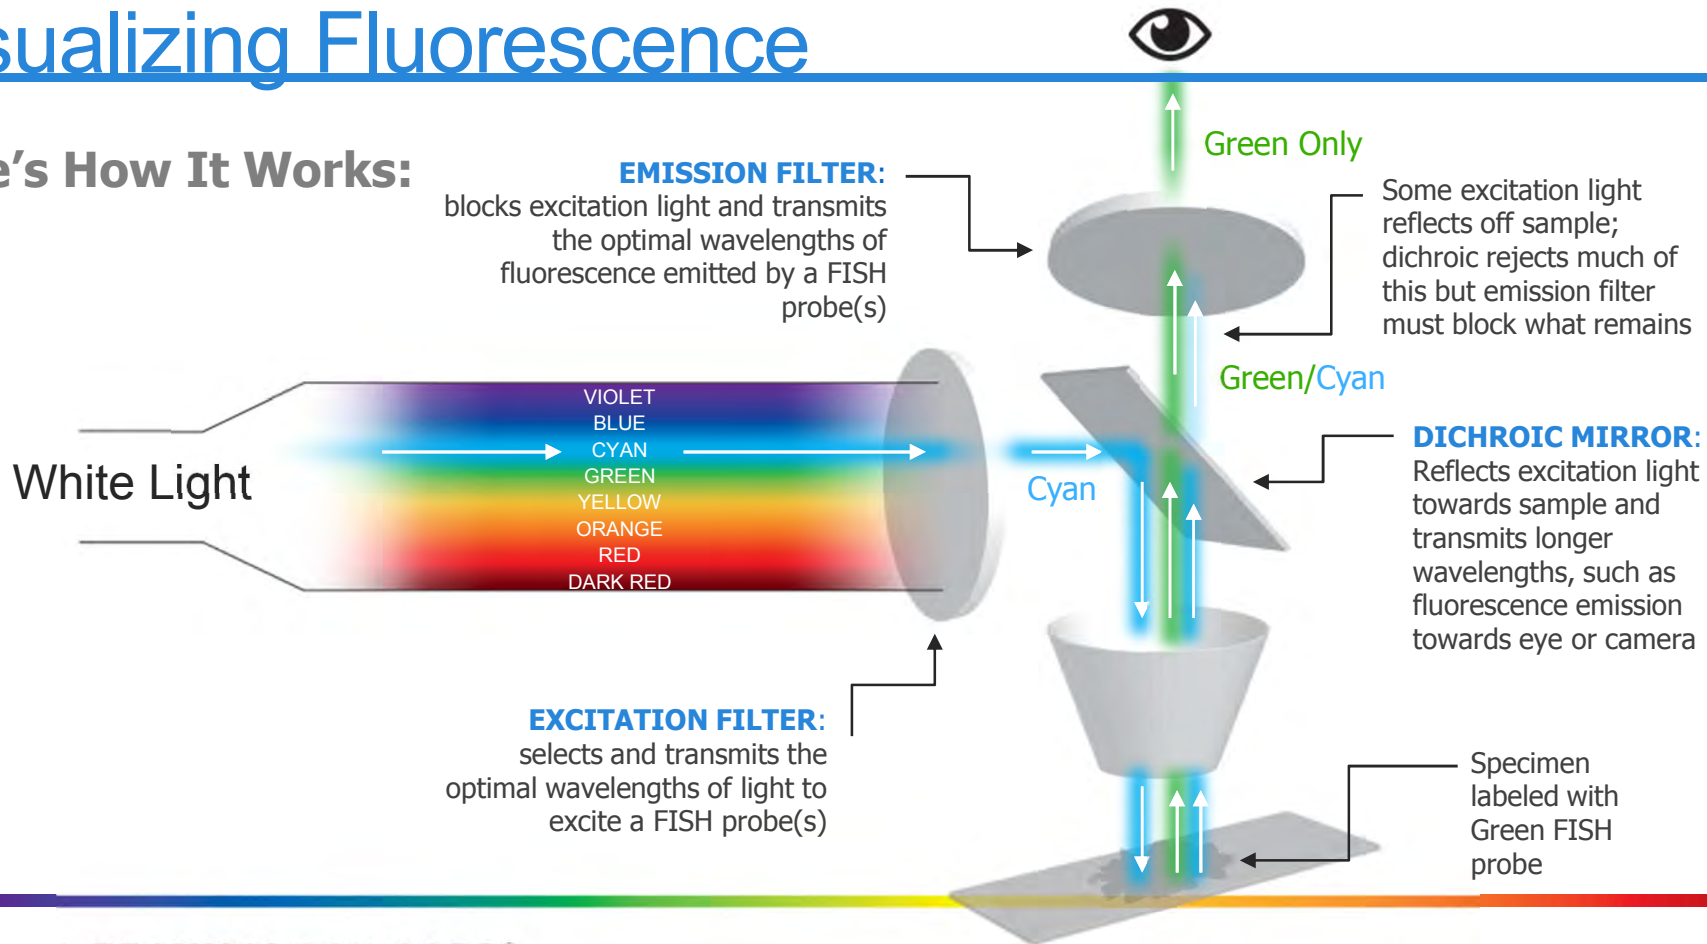 sualizing Fluorescence
e's How It Works:
EMISSION FILTER:
blocks excitation light and transmits
the optimal wavelengths of
fluorescence emitted by a FISH
probe(s)
Green Only
Some excitation light
reflects off sample;
dichroic rejects much of
this but emission filter
must block what remains
Green/Cyan
White Light
VIOLET
BLUE
CYAN
GREEN
YELLOW
ORANGE
RED
DARK RED
Cyan
DICHROIC MIRROR:
Reflects excitation light
towards sample and
transmits longer
wavelengths, such as
fluorescence emission
towards eye or camera
EXCITATION FILTER:
selects and transmits the
optimal wavelengths of light to
excite a FISH probe(s)
Specimen
labeled with
Green FISH
probe